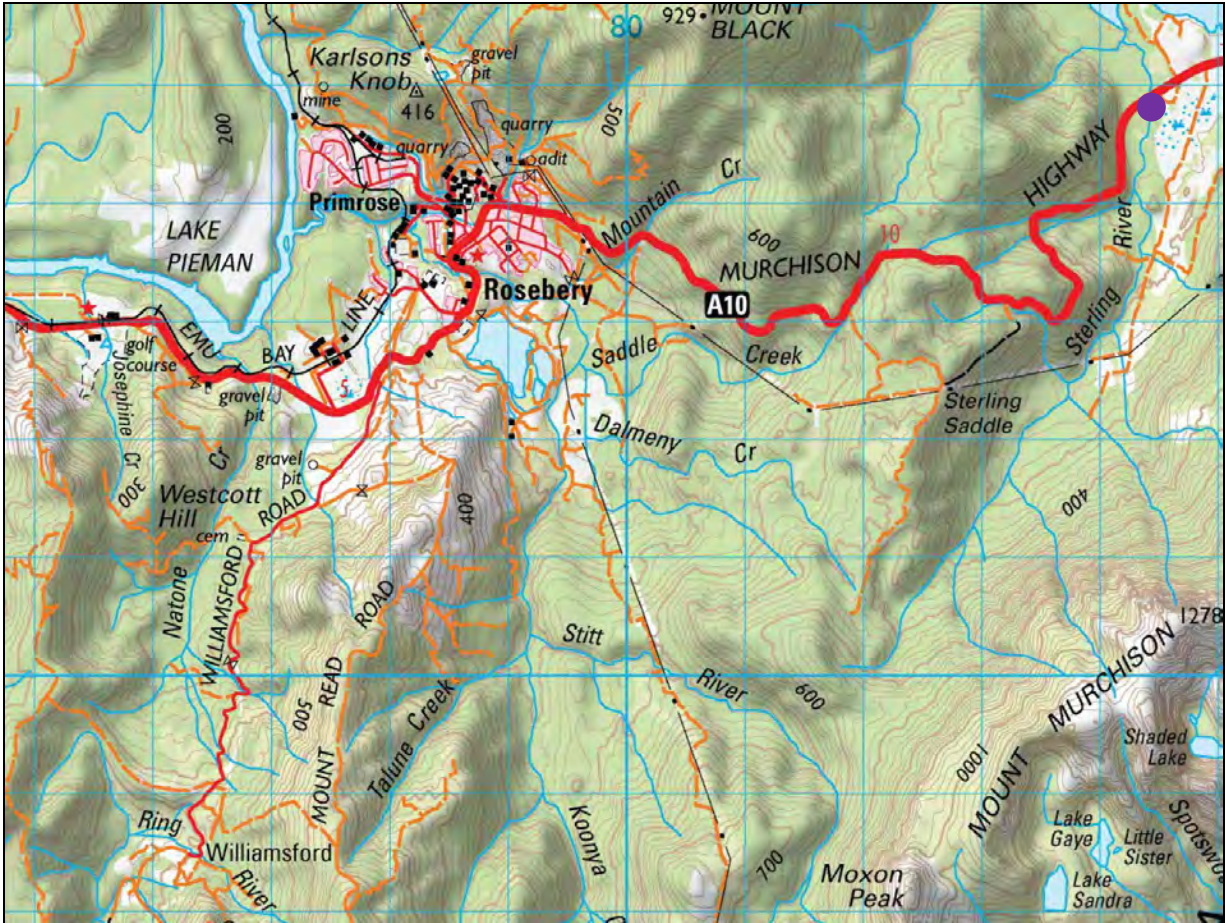 929
MOUNT
BLACK
80
Karlsons
Knob
gravel
pit
mine
416
quarry
500
200
quarry
adit
HIGHWAY
Cr
Primrose
Mountain
River
LAKE
PIEMAN
600
10
MURCHISON
Rosebery
A10
LINE
EMU
BAY
golf
course
Saddle
Creek
Sterling
Josephine Cr
gravel
pit
5
Sterling
Saddle
Dalmeny
Cr
Cr
300
gravel
pit
400
Westcott
Hill
ROAD
400
cem
Natone
WILLIAMSFORD
ROAD
Stitt
1278
River
READ
600
MURCHISON
500
Talune Creek
MOUNT
Shaded
Lake
1000
MOUNT
Ring
Koonya
Lake
Gaye
Little
Sister
Spotswo
Williamsford
700
Moxon
Peak
River
Lake
Sandra
C